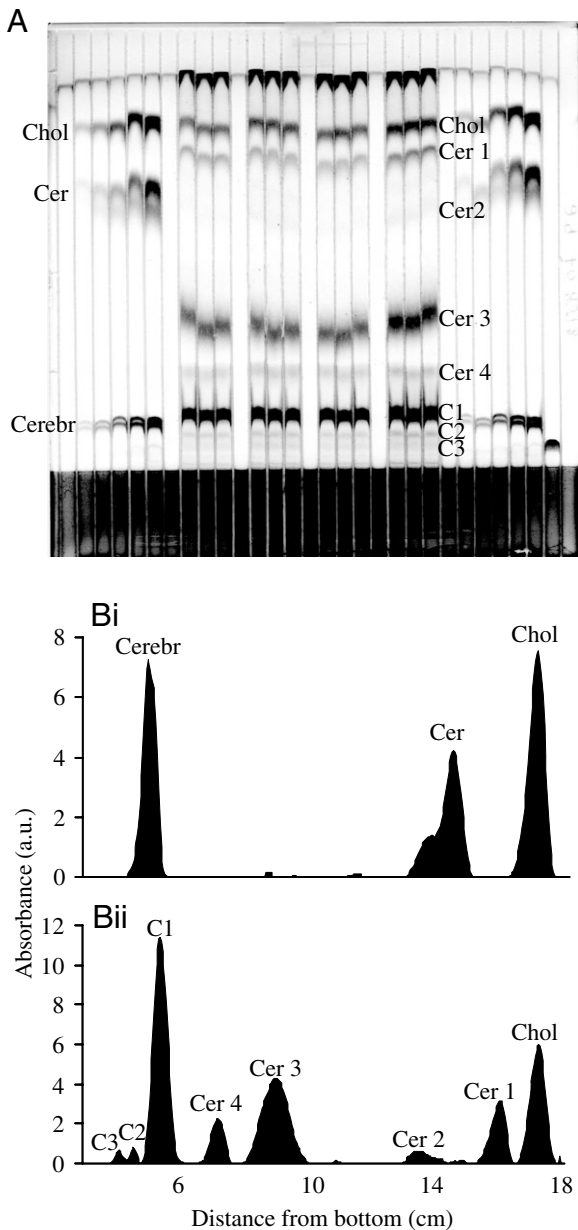 A
Chol
Cer
Cerebr
Chol
Cer 1
Cer2
Cer 3
Cer 4
C1
C2
C3
Bi
8
6
4
2
0
Cerebr
Cer
Chol
Absorbance (a.u.)
Bii
12
10
8
6
4
2
0
C3
C2
C1
Cer 4
Cer 3
Cer 2
Cer 1
Chol
6
10
14
18
Distance from bottom (cm)